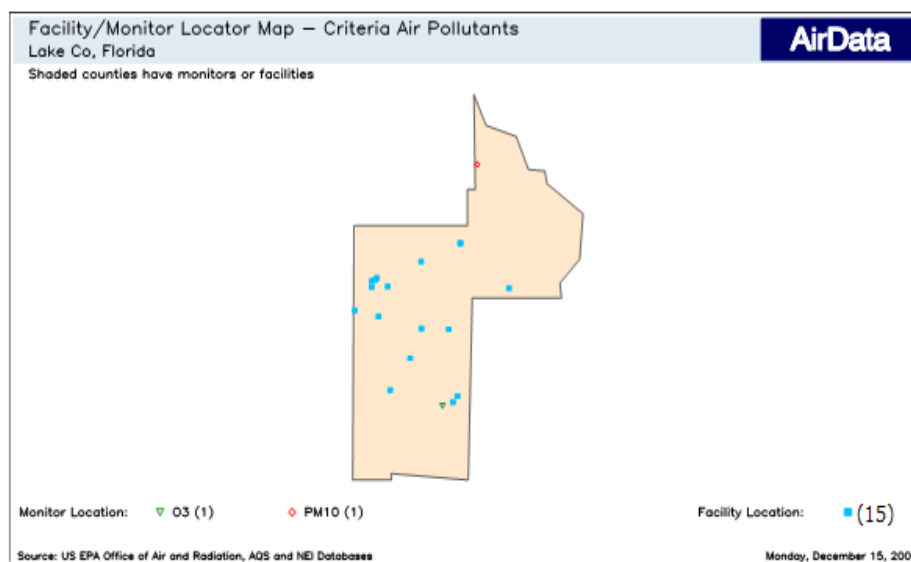 Facility/Monitor Locator Map – Criteria Air Pollutants
Lake Co, Florida
AirData
Shaded counties have monitors or facilities
Monitor Location: O3 (1) PM10 (1) Facility Location: (15)
Source: US EPA Office of Air and Radiation, AQS and NEI Databases Monday, December 15, 200